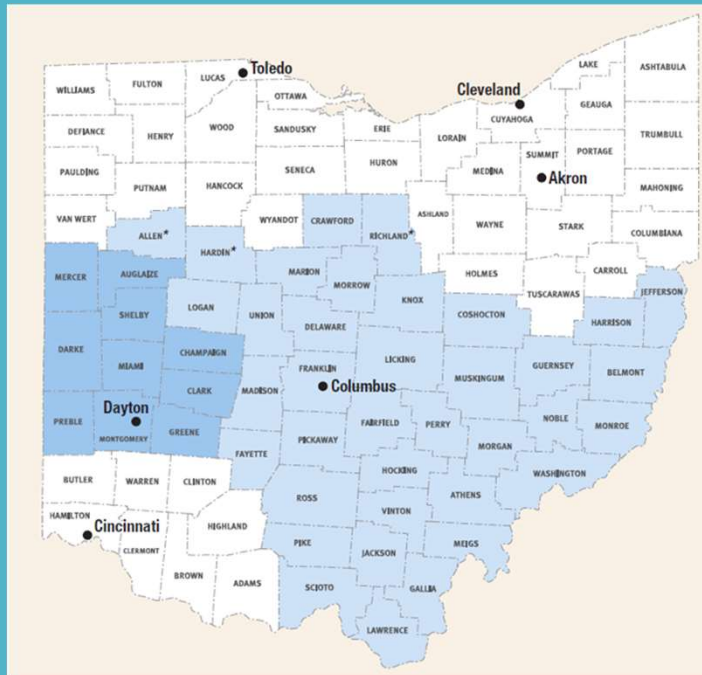 Toledo
LUCAS
LAKE
ASHTABULA
FULTON
WILLIAMS
OTTAWA
Cleveland
GEAUGA
CUYAHOGA
DEFIANCE
HENRY
WOOD
SANDUSKY
ERIE
LORAIN
TRUMBULL
SUMMIT
PORTAGE
HURON
MEDINA
PAULDING
SENECA
Akron
PUTNAM
HANCOCK
MAHONING
VAN WERT
WYANDOT
CRAWFORD
ASHLAND
WAYNE
STARK
ALLEN*
RICHLAND*
COLUMBIANA
HARDIN*
MERCER
AUGLAIZE
MARION
HOLMES
CARROLL
MORROW
JEFFERSON
TUSCARAWAS
KNOX
LOGAN
SHELBY
UNION
COSHOCTON
HARRISON
DELAWARE
DARKE
CHAMPAIGN
LICKING
MIAMI
FRANKLIN
GUERNSEY
BELMONT
MUSKINGUM
Columbus
CLARK
MADISON
Dayton
NOBLE
PREBLE
FAIRFIELD
PERRY
MONROE
GREENE
MONTGOMERY
PICKAWAY
MORGAN
FAYETTE
HOCKING
WASHINGTON
BUTLER
WARREN
CLINTON
ROSS
ATHENS
VINTON
HAMILTON
Cincinnati
HIGHLAND
PIKE
MEIGS
CLERMONT
JACKSON
BROWN
ADAMS
SCIOTO
GALLIA
LAWRENCE